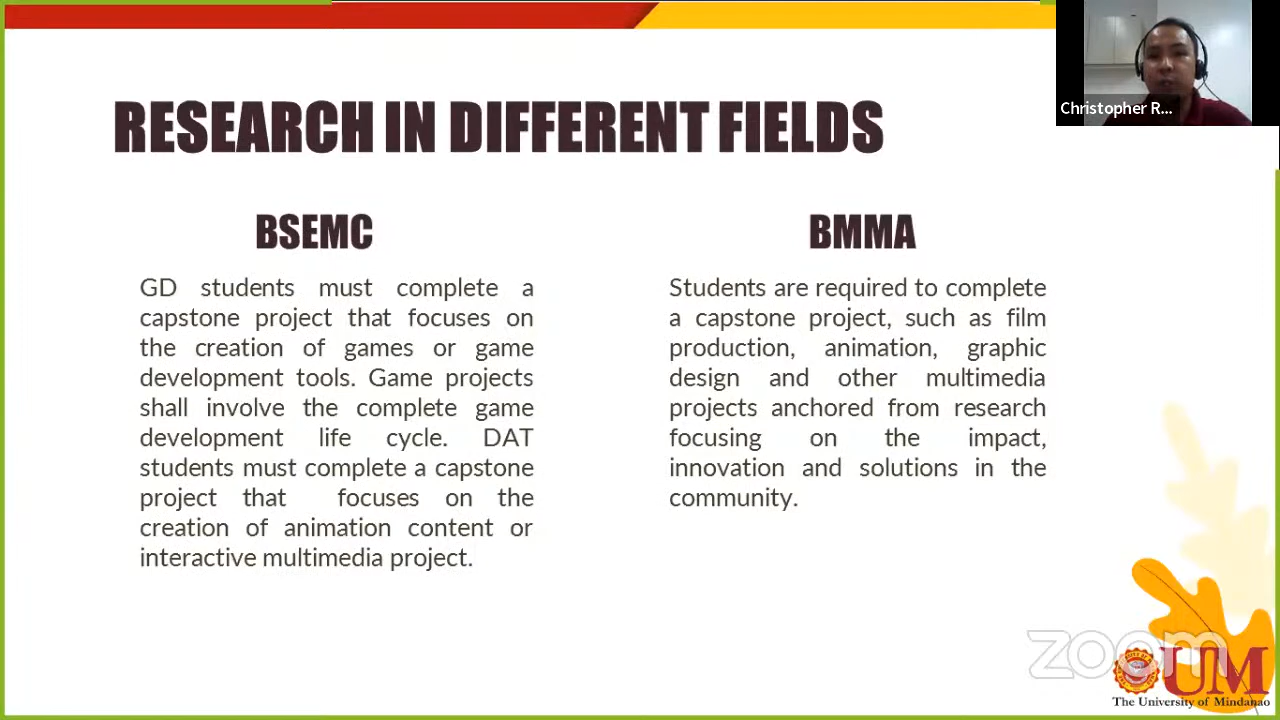 Christopher R...
RESEARCH IN DIFFERENT FIELDS
BSEMC
GD students must complete a
capstone project that focuses on
the creation of games or game
development tools. Game projects
shall involve the complete game
development life cycle. DAT
students must complete a capstone
project that focuses on the
creation of animation content or
interactive multimedia project.
BMMA
Students are required to complete
a capstone project, such as film
production, animation, graphic
design and other multimedia
projects anchored from research
focusing on the impact,
innovation and solutions in the
community.
zoom
UM
The University of Mindanao